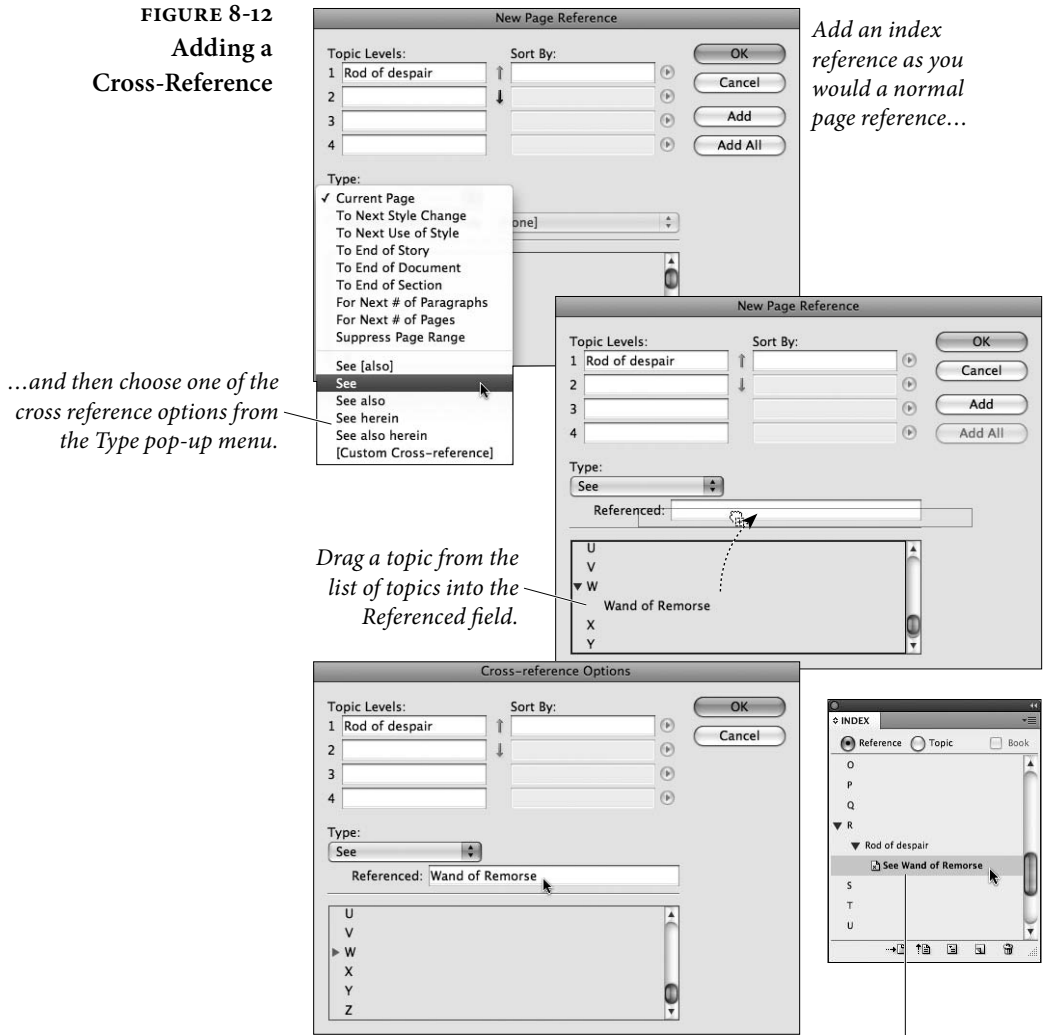 FIGURE 8-12
Adding a
Cross-Reference
New Page Reference
Topic Levels:
Sort By:
1 Rod of despair
2
3
4
OK
Cancel
Add
Add All
Type:
✓ Current Page
To Next Style Change
To Next Use of Style
To End of Story
To End of Document
To End of Section
For Next # of Paragraphs
For Next # of Pages
Suppress Page Range
See [also]
See
See also
See herein
See also herein
[Custom Cross-reference]
one]
Add an index
reference as you
would a normal
page reference…
…and then choose one of the
cross reference options from
the Type pop-up menu.
New Page Reference
Topic Levels:
Sort By:
1 Rod of despair
2
3
4
OK
Cancel
Add
Add All
Type:
See
Referenced:
U
V
W
Wand of Remorse
X
Y
Drag a topic from the
list of topics into the
Referenced field.
Cross-reference Options
Topic Levels:
Sort By:
1 Rod of despair
2
3
4
OK
Cancel
Type:
See
Referenced: Wand of Remorse
U
V
W
X
Y
Z
INDEX
Reference Topic Book
O
P
Q
R
Rod of despair
See Wand of Remorse
S
T
U